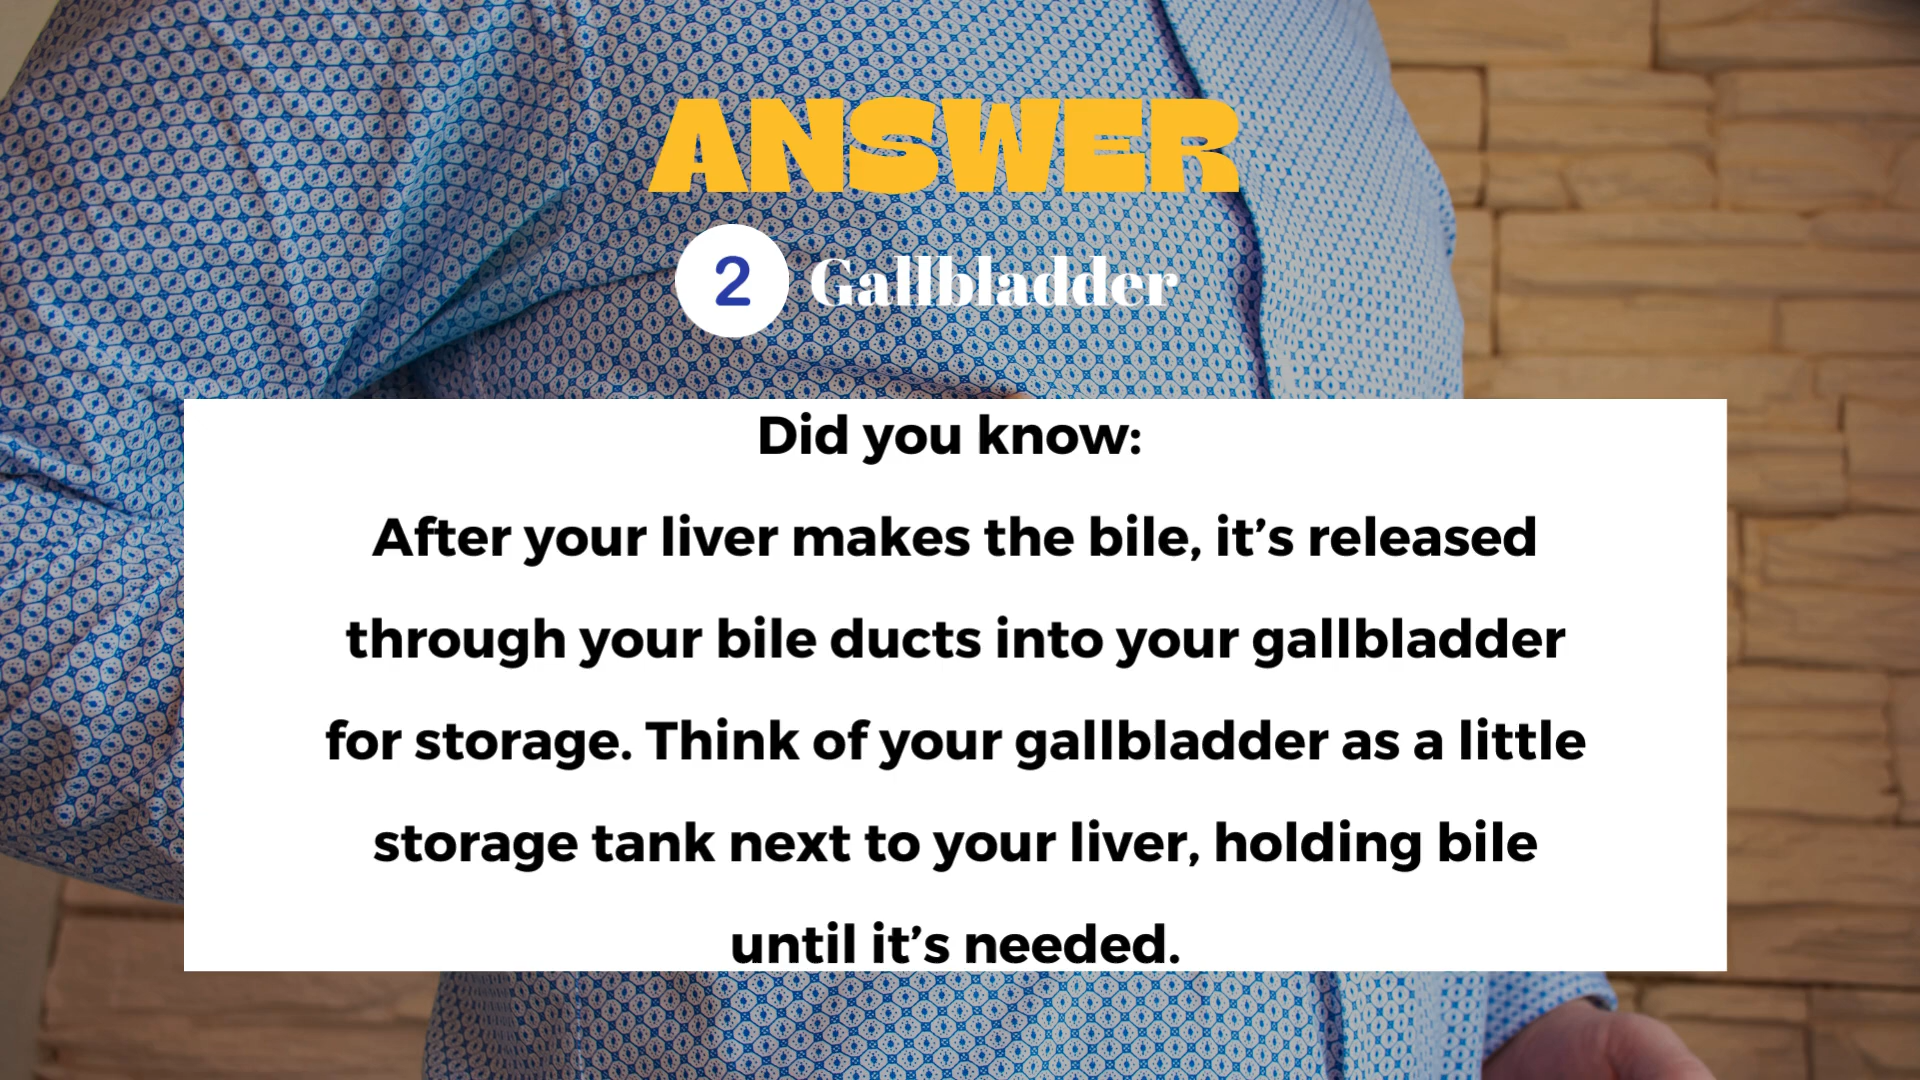 ANSWER
2 Gallbladder
Did you know:
After your liver makes the bile, it’s released
through your bile ducts into your gallbladder
for storage. Think of your gallbladder as a little
storage tank next to your liver, holding bile
until it’s needed.